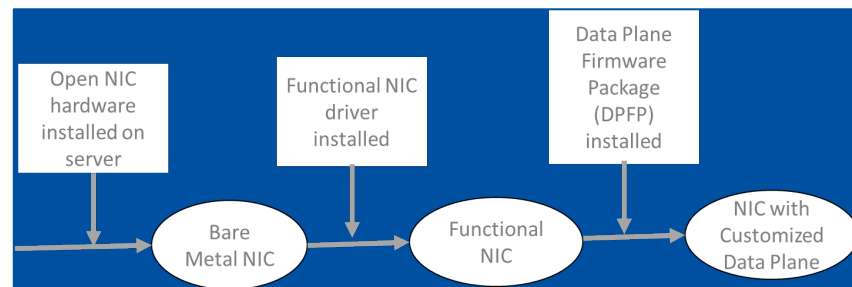 Open NIC
hardware
installed on
server
Functional NIC
driver
installed
Data Plane
Firmware
Package
(DPFP)
installed
Bare
Metal NIC
Functional
NIC
NIC with
Customized
Data Plane